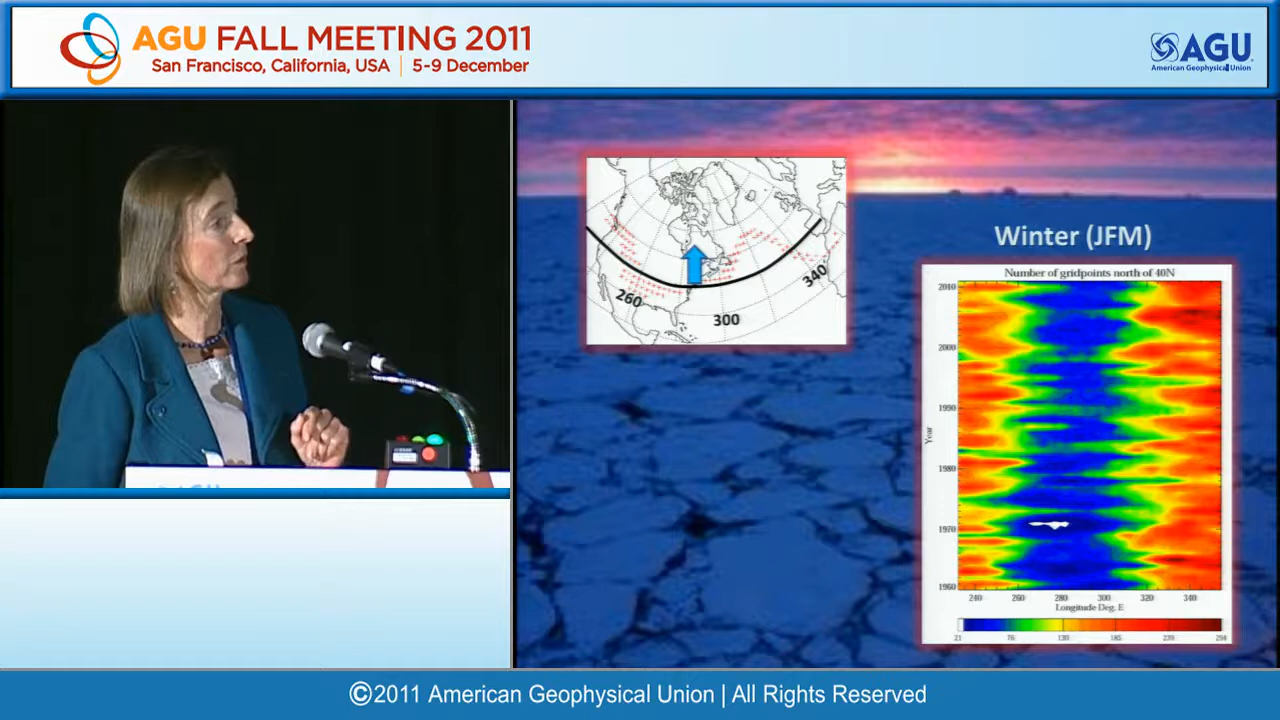 AGU FALL MEETING 2011
San Francisco, California, USA | 5-9 December
AGU
American Geophysical Union
260
300
340
Winter (JFM)
Number of gridpoints north of 40N
2010
2000
1990
1980
1970
1960
Year
240 260 280 300 320 340
Longitude Deg. E
21 76 130 185 239 294
©2011 American Geophysical Union | All Rights Reserved